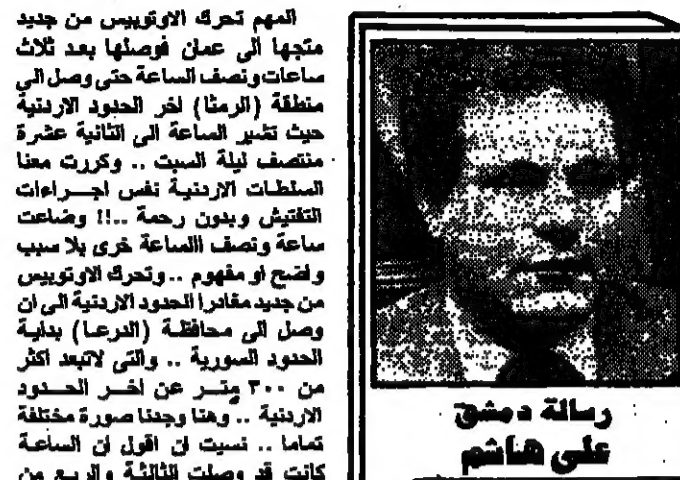 المهم تحرك الاوتوبيس من جديد
متجها الى عمان فوصلها بعد ثلاث
ساعات ونصف الساعة حتى وصل الى
منطقة (الرمثا) اخر الحدود الاردنية
حيث تشير الساعة الى الثانية عشرة
منتصف ليلة السبت .. وكررت معنا
السلطات الاردنية نفس اجراءات
التفتيش وبدون رحمة ..!! وضاعت
ساعة ونصف االساعة خرى بلا سبب
واضح او مفهوم .. وتحرك الاوتوبيس
من جديد مغادرا الحدود الاردنية الى ان
وصل الى محافظة (الدرعا) بداية
الحدود السورية .. والتى لاتبعد اكثر
من ٣٠٠ متر عن اخر الحدود
الاردنية .. وهنا وجدنا صورة مختلفة
تماما .. نسيت ان اقول ان الساعة
كانت قد وصلت الثالثة والربع من
رسالة دمشق
على هاشم